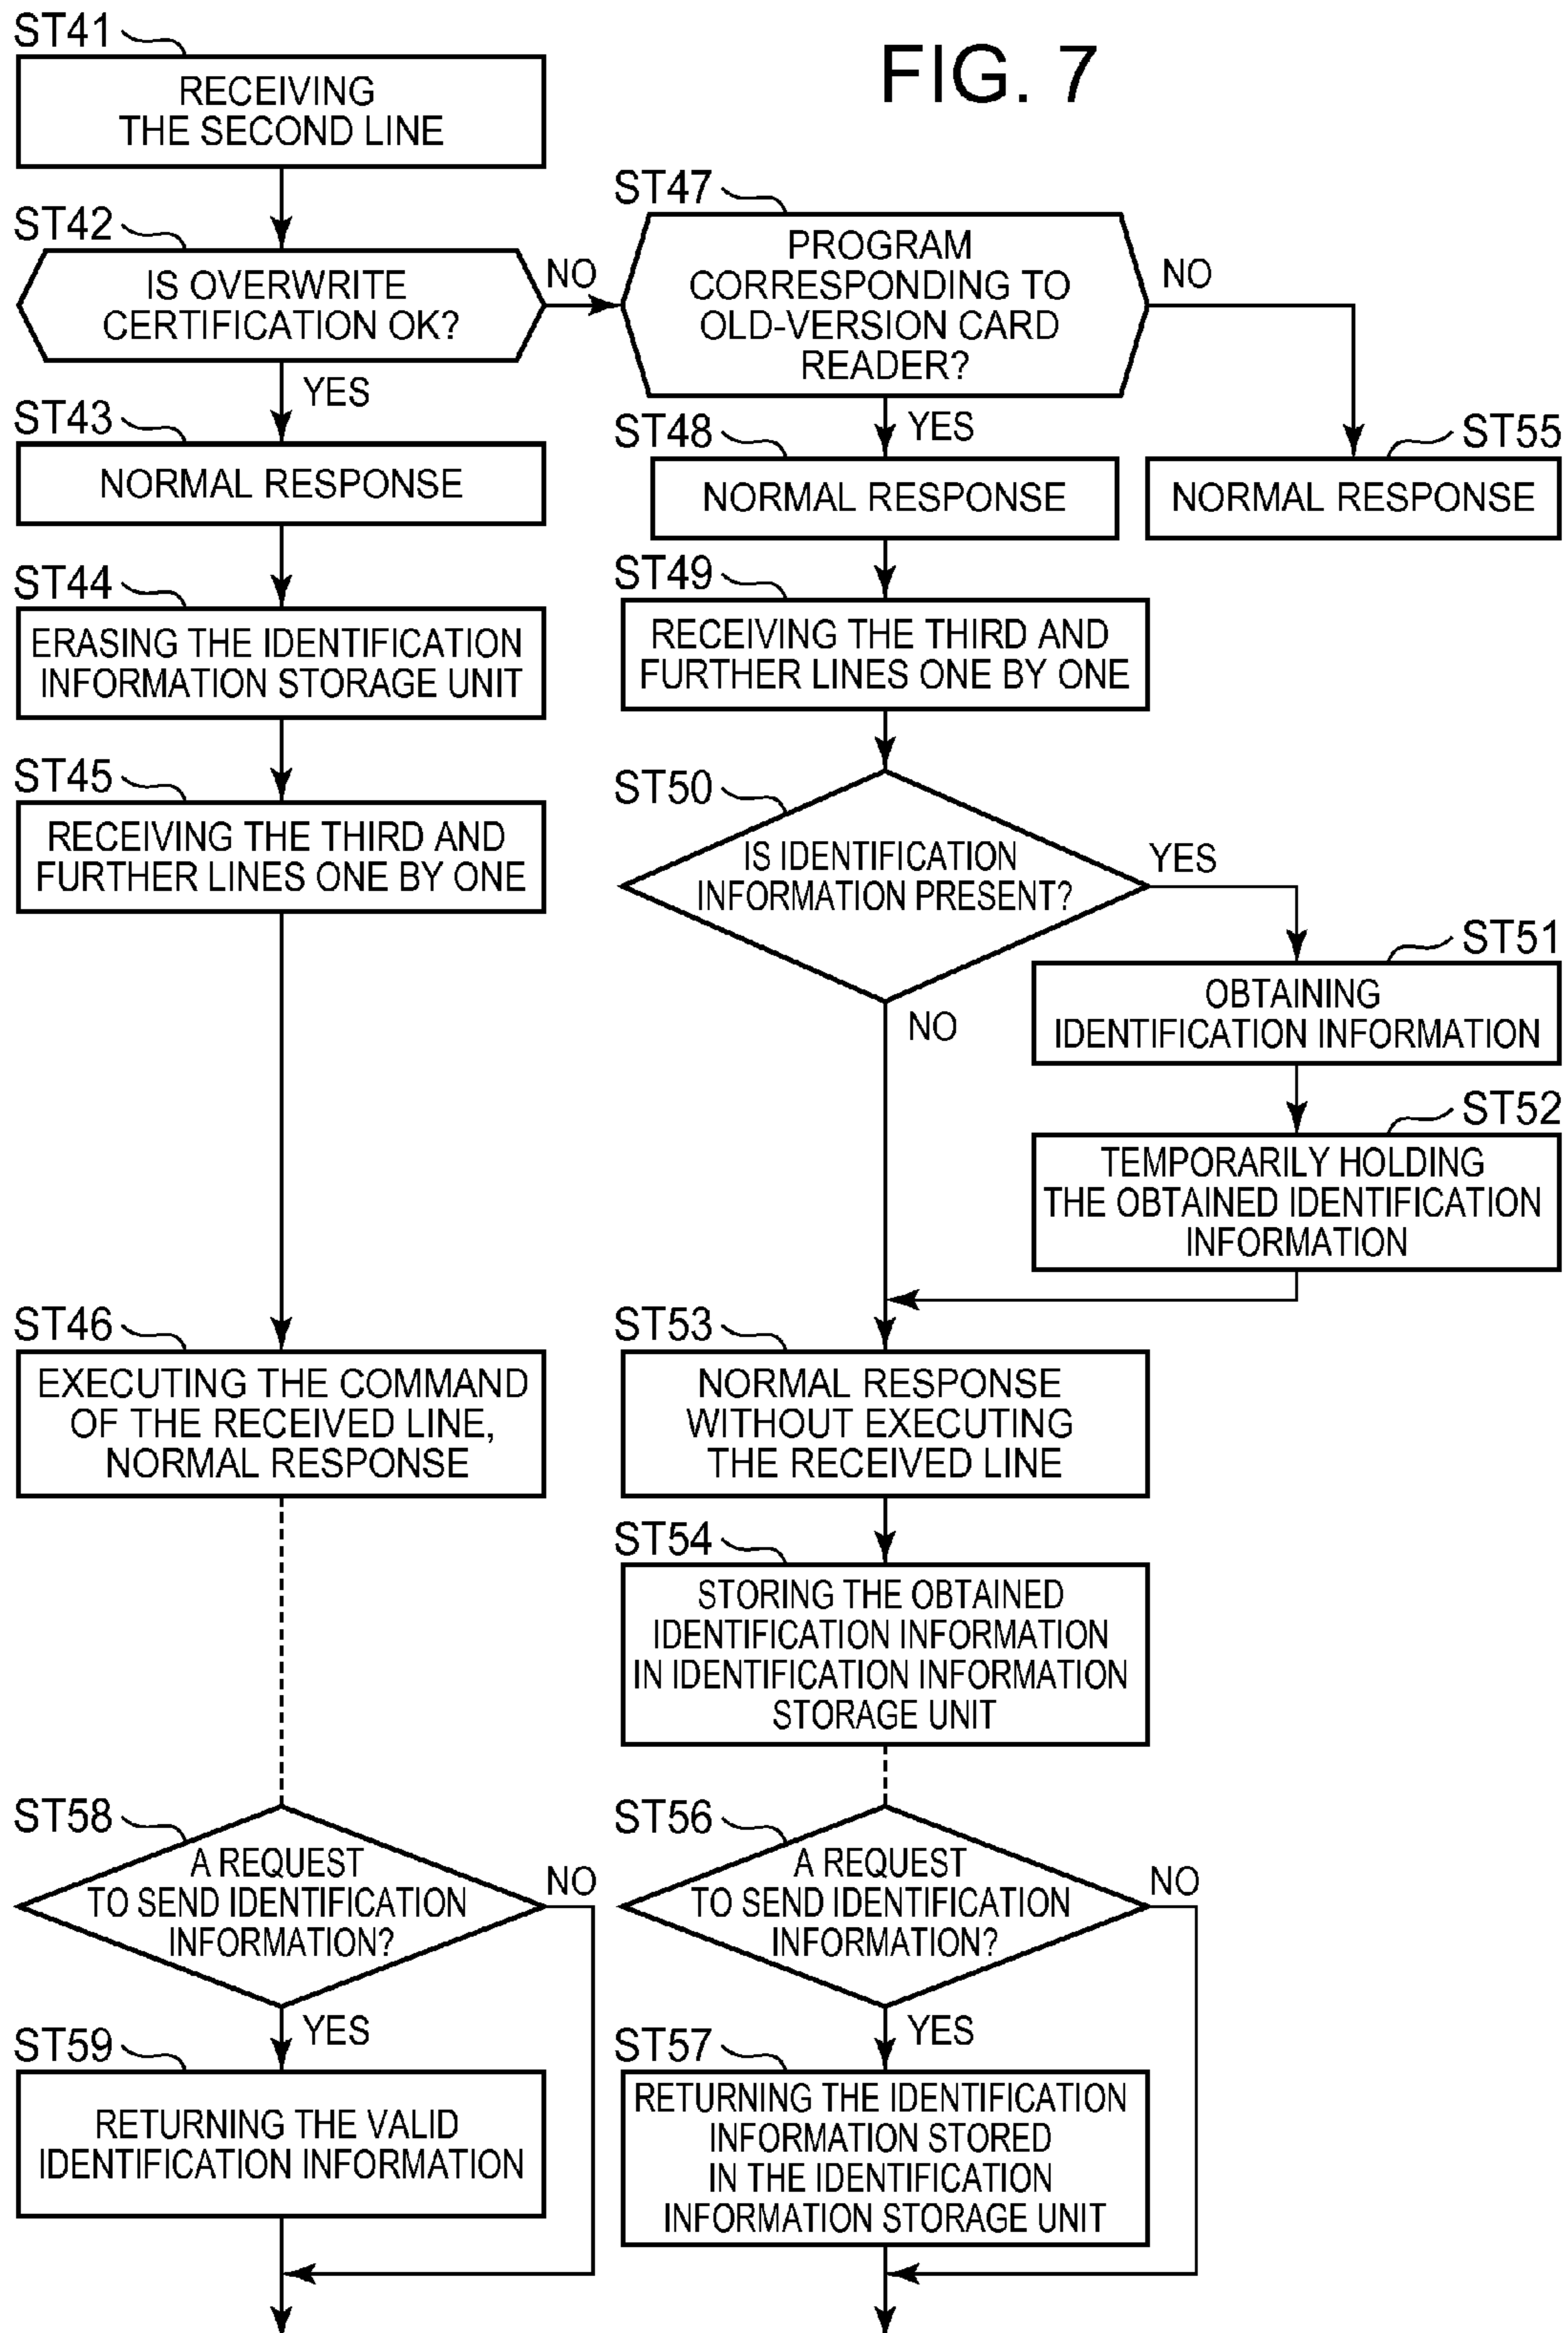 FIG. 7
ST41
RECEIVING
THE SECOND LINE
ST42
IS OVERWRITE
CERTIFICATION OK?
NO
YES
ST43
NORMAL RESPONSE
ST44
ERASING THE IDENTIFICATION
INFORMATION STORAGE UNIT
ST45
RECEIVING THE THIRD AND
FURTHER LINES ONE BY ONE
ST46
EXECUTING THE COMMAND
OF THE RECEIVED LINE,
NORMAL RESPONSE
ST58
A REQUEST
TO SEND IDENTIFICATION
INFORMATION?
NO
YES
ST59
RETURNING THE VALID
IDENTIFICATION INFORMATION
ST47
PROGRAM
CORRESPONDING TO
OLD-VERSION CARD
READER?
NO
YES
ST48
NORMAL RESPONSE
ST55
NORMAL RESPONSE
ST49
RECEIVING THE THIRD AND
FURTHER LINES ONE BY ONE
ST50
IS IDENTIFICATION
INFORMATION PRESENT?
YES
NO
ST51
OBTAINING
IDENTIFICATION INFORMATION
ST52
TEMPORARILY HOLDING
THE OBTAINED IDENTIFICATION
INFORMATION
ST53
NORMAL RESPONSE
WITHOUT EXECUTING
THE RECEIVED LINE
ST54
STORING THE OBTAINED
IDENTIFICATION INFORMATION
IN IDENTIFICATION INFORMATION
STORAGE UNIT
ST56
A REQUEST
TO SEND IDENTIFICATION
INFORMATION?
NO
YES
ST57
RETURNING THE IDENTIFICATION
INFORMATION STORED
IN THE IDENTIFICATION
INFORMATION STORAGE UNIT